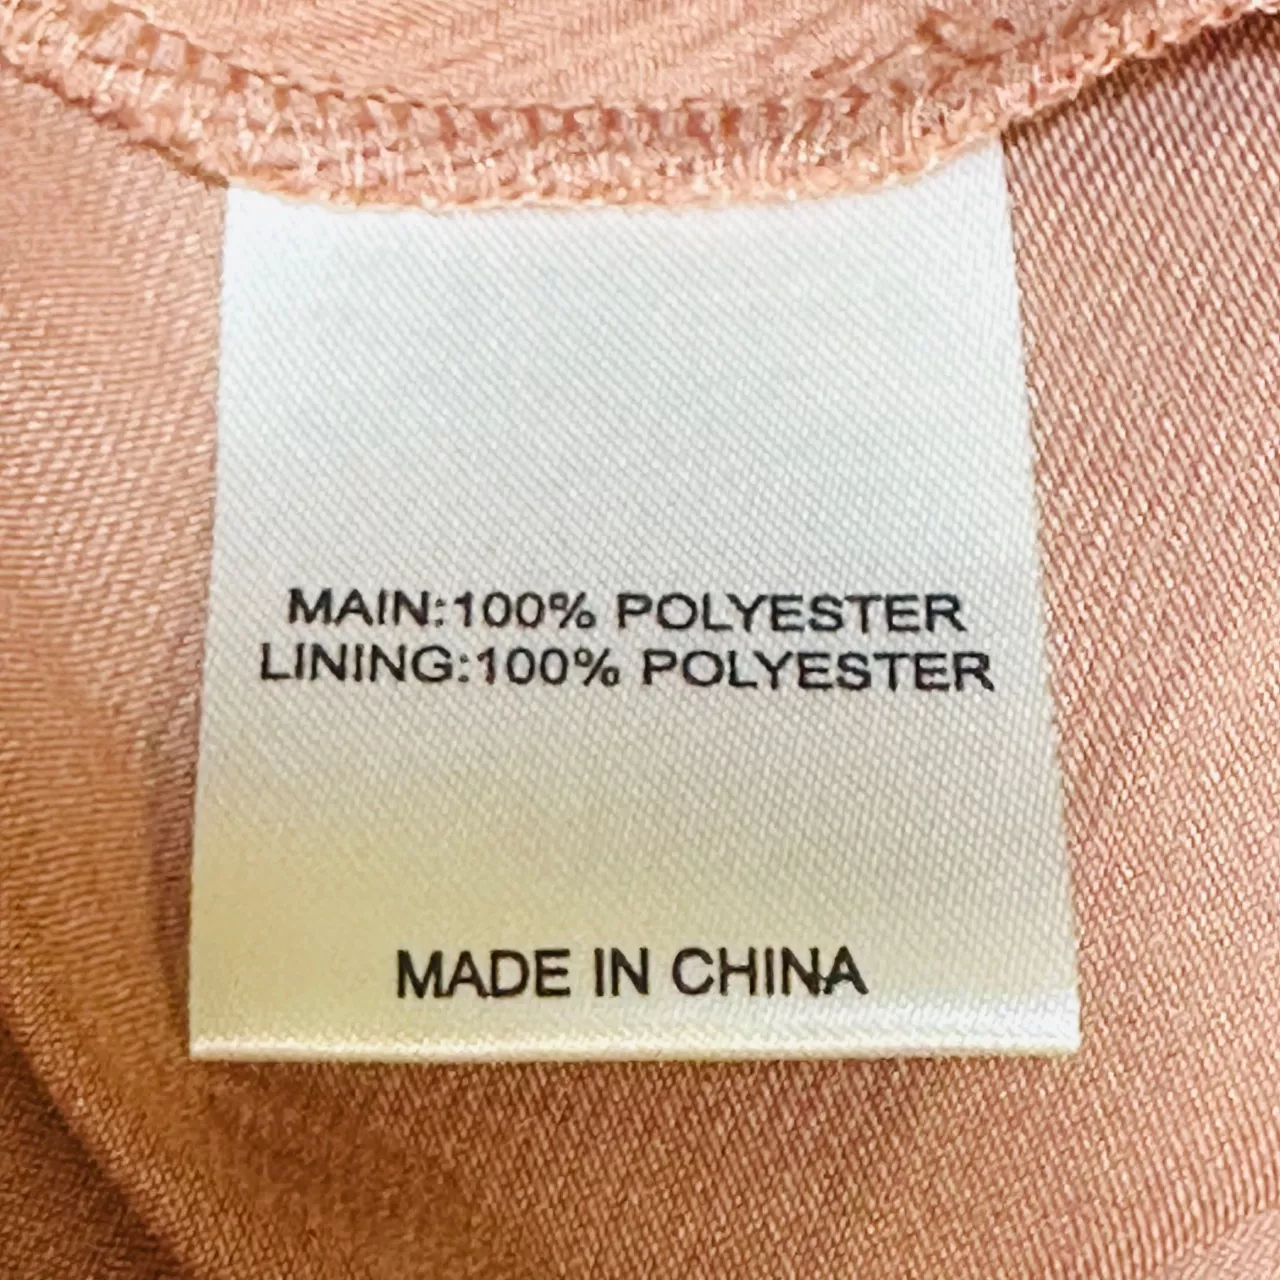 MAIN:100% POLYESTER
LINING:100% POLYESTER
MADE IN CHINA